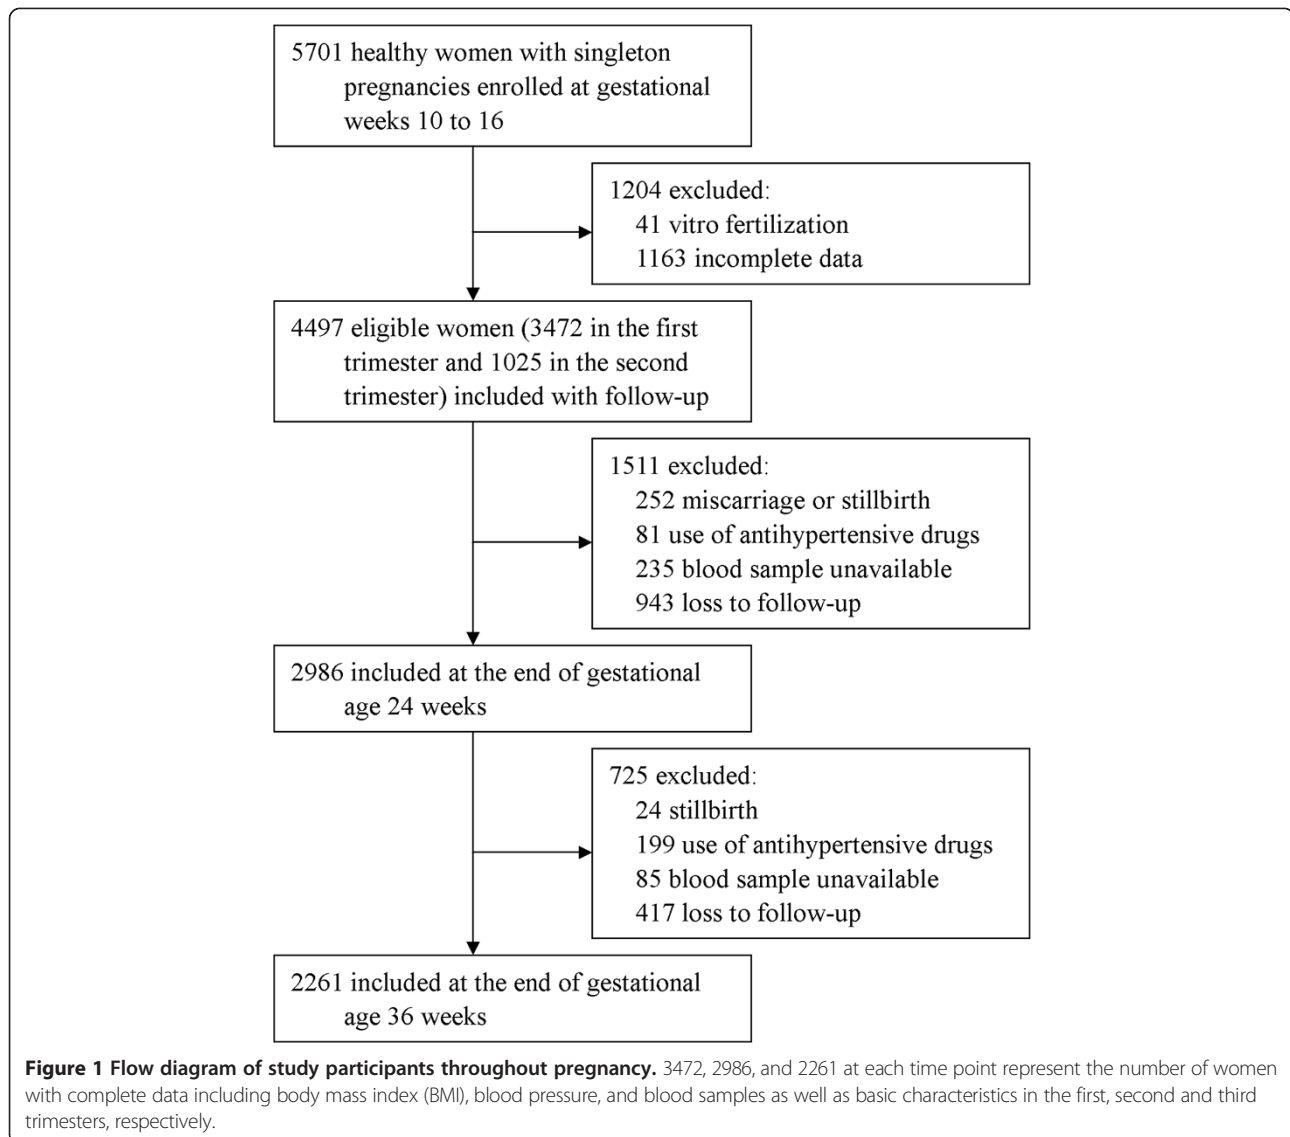 5701 healthy women with singleton
pregnancies enrolled at gestational
weeks 10 to 16
1204 excluded:
41 vitro fertilization
1163 incomplete data
4497 eligible women (3472 in the first
trimester and 1025 in the second
trimester) included with follow-up
1511 excluded:
252 miscarriage or stillbirth
81 use of antihypertensive drugs
235 blood sample unavailable
943 loss to follow-up
2986 included at the end of gestational
age 24 weeks
725 excluded:
24 stillbirth
199 use of antihypertensive drugs
85 blood sample unavailable
417 loss to follow-up
2261 included at the end of gestational
age 36 weeks
Figure 1 Flow diagram of study participants throughout pregnancy. 3472, 2986, and 2261 at each time point represent the number of women
with complete data including body mass index (BMI), blood pressure, and blood samples as well as basic characteristics in the first, second and third
trimesters, respectively.